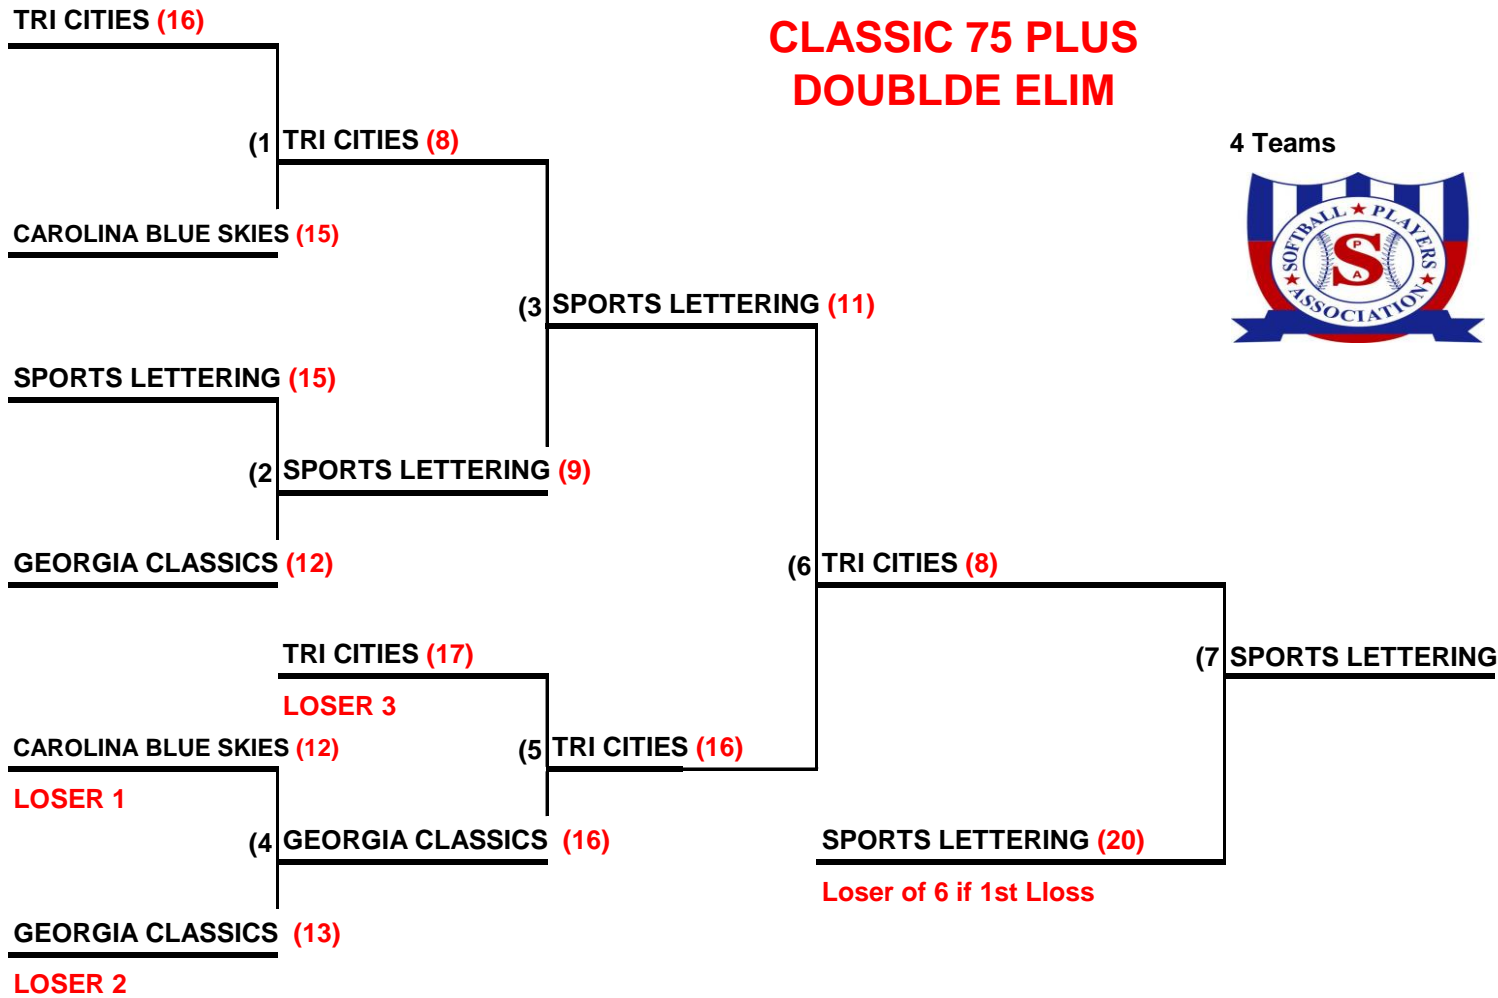 TRI CITIES (16)
CLASSIC 75 PLUS
DOUBLDE ELIM
(1 TRI CITIES (8)
4 Teams
CAROLINA BLUE SKIES (15)
SOFTBALL ★ PLAYERS ★ ASSOCIATION ★
P
S
A
(3 SPORTS LETTERING (11)
SPORTS LETTERING (15)
(2 SPORTS LETTERING (9)
GEORGIA CLASSICS (12)
(6 TRI CITIES (8)
TRI CITIES (17)
(7 SPORTS LETTERING
LOSER 3
CAROLINA BLUE SKIES (12)
(5 TRI CITIES (16)
LOSER 1
(4 GEORGIA CLASSICS (16)
SPORTS LETTERING (20)
Loser of 6 if 1st Lloss
GEORGIA CLASSICS (13)
LOSER 2